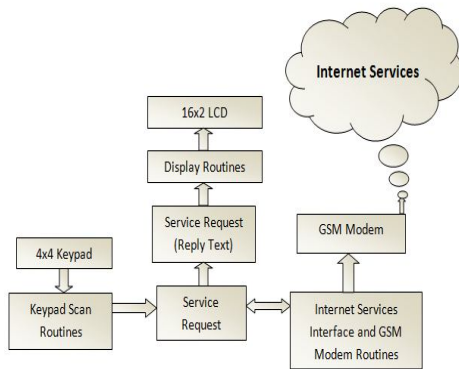 Internet Services
16x2 LCD
Display Routines
Service Request
(Reply Text)
GSM Modem
4x4 Keypad
Keypad Scan
Routines
Service
Request
Internet Services
Interface and GSM
Modem Routines